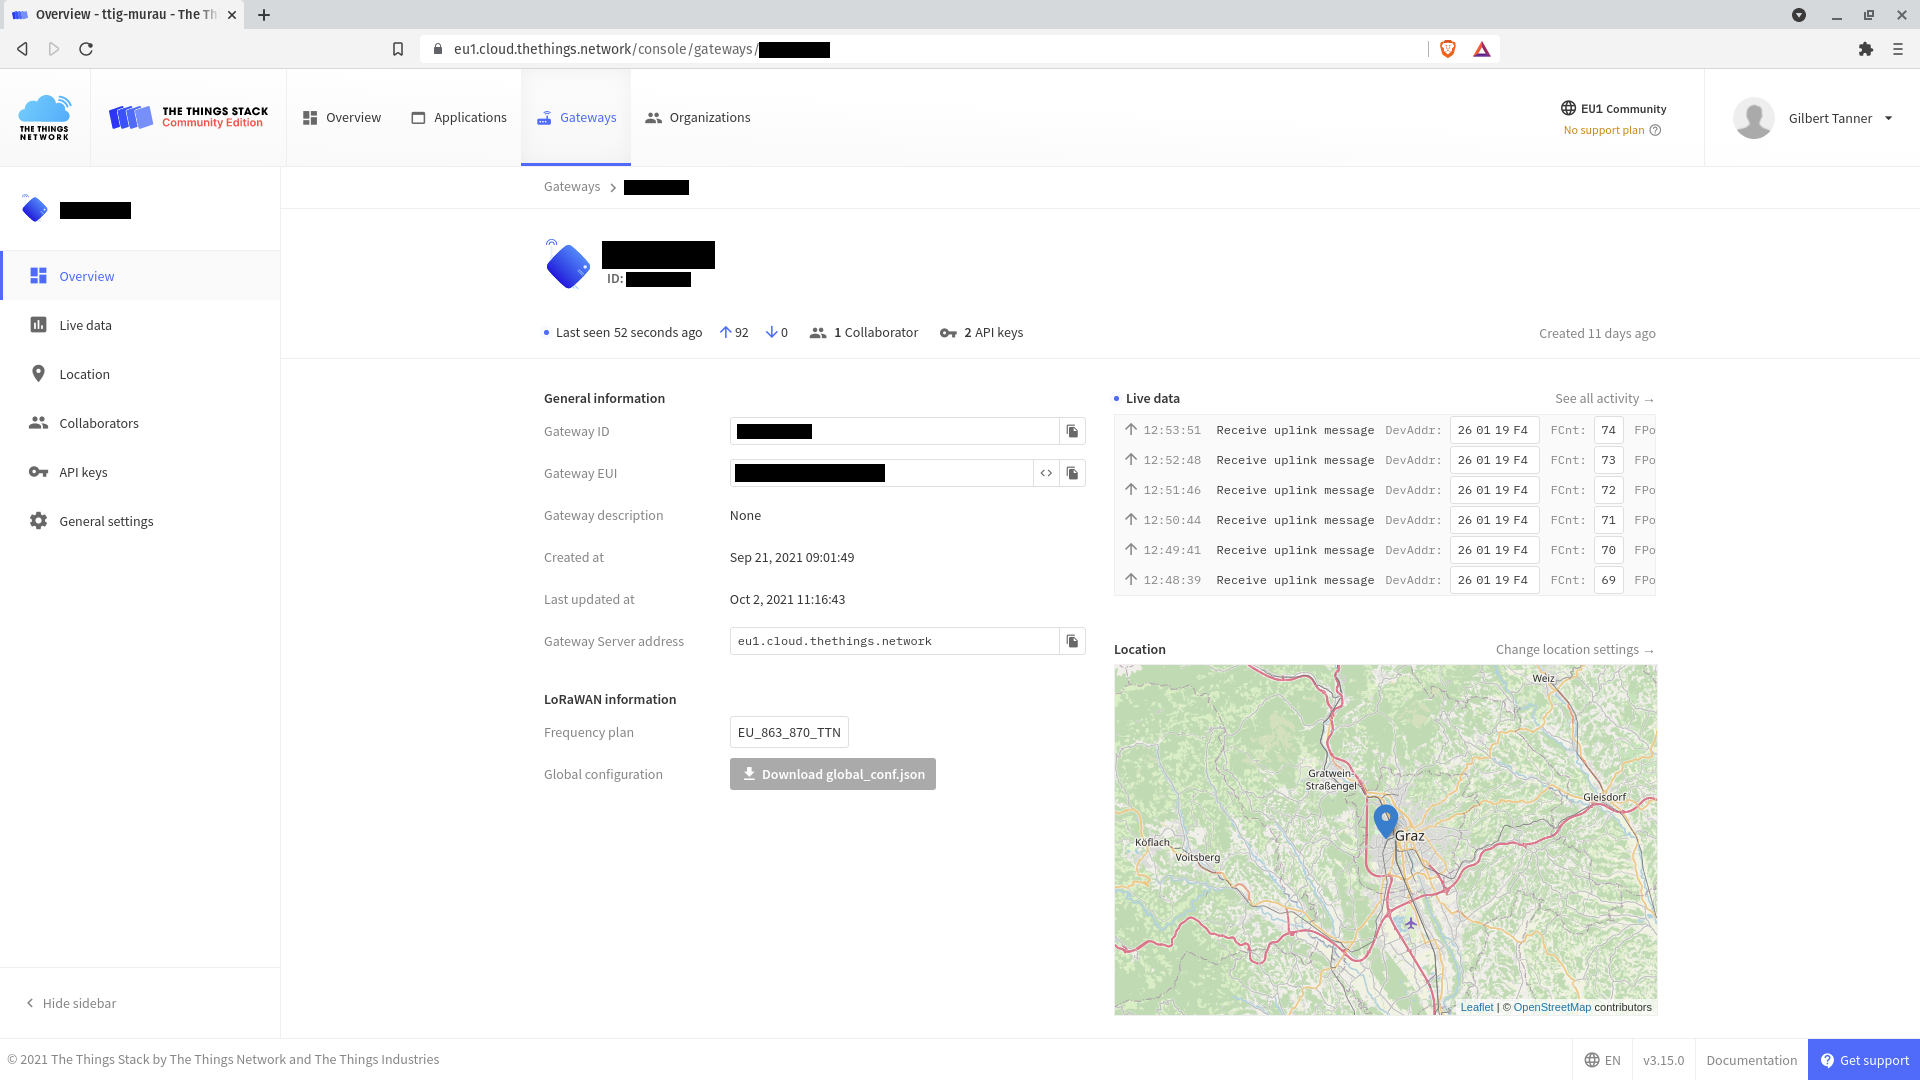 Overview - ttig-murau - The Th
eu1.cloud.thethings.network/console/gateways/
THE THINGS NETWORK
THE THINGS STACK
Community Edition
Overview
Applications
Gateways
Organizations
EU1 Community
No support plan
Gilbert Tanner
Gateways
ID:
Overview
Live data
Location
Collaborators
API keys
General settings
Hide sidebar
Last seen 52 seconds ago 92 0 1 Collaborator 2 API keys
Created 11 days ago
General information
Gateway ID
Gateway EUI
Gateway description None
Created at Sep 21, 2021 09:01:49
Last updated at Oct 2, 2021 11:16:43
Gateway Server address eu1.cloud.thethings.network
LoRaWAN information
Frequency plan EU_863_870_TTN
Global configuration Download global_conf.json
Live data See all activity →
12:53:51 Receive uplink message DevAddr: 26 01 19 F4 FCnt: 74 FPo
12:52:48 Receive uplink message DevAddr: 26 01 19 F4 FCnt: 73 FPo
12:51:46 Receive uplink message DevAddr: 26 01 19 F4 FCnt: 72 FPo
12:50:44 Receive uplink message DevAddr: 26 01 19 F4 FCnt: 71 FPo
12:49:41 Receive uplink message DevAddr: 26 01 19 F4 FCnt: 70 FPo
12:48:39 Receive uplink message DevAddr: 26 01 19 F4 FCnt: 69 FPo
Location Change location settings →
Weiz
Gratwein-
Straßengel
Gleisdorf
Graz
Köflach
Voitsberg
Leaflet | © OpenStreetMap contributors
© 2021 The Things Stack by The Things Network and The Things Industries
EN
v3.15.0
Documentation
Get support